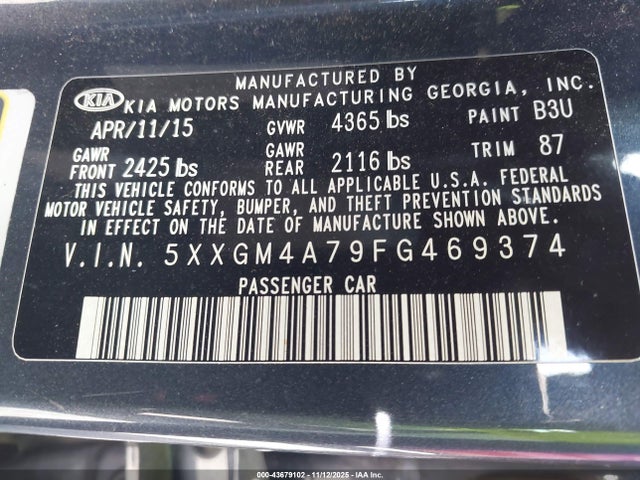 MANUFACTURED BY
KIA KIA MOTORS MANUFACTURING GEORGIA, INC.
APR/11/15 GVWR 4365 lbs PAINT B3U
GAWR FRONT 2425 lbs GAWR REAR 2116 lbs TRIM 87
THIS VEHICLE CONFORMS TO ALL APPLICABLE U.S.A. FEDERAL
MOTOR VEHICLE SAFETY, BUMPER, AND THEFT PREVENTION STANDARDS
IN EFFECT ON THE DATE OF MANUFACTURE SHOWN ABOVE.
V.I.N. 5XXGM4A79FG469374
PASSENGER CAR
000-43679102 - 11/12/2025 - IAA Inc.